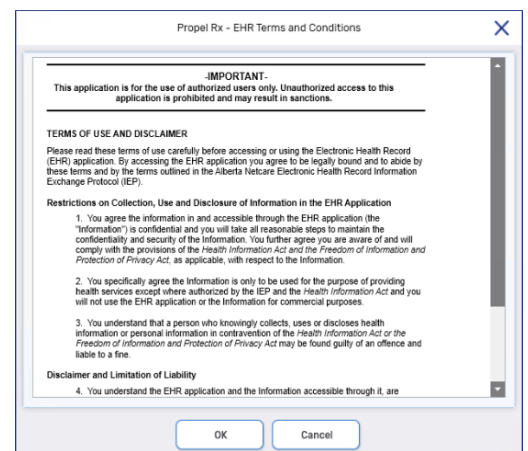 Propel Rx - EHR Terms and Conditions
-IMPORTANT-
This application is for the use of authorized users only. Unauthorized access to this
application is prohibited and may result in sanctions.
TERMS OF USE AND DISCLAIMER
Please read these terms of use carefully before accessing or using the Electronic Health Record
(EHR) application. By accessing the EHR application you agree to be legally bound and to abide by
these terms and by the terms outlined in the Alberta Netcare Electronic Health Record Information
Exchange Protocol (IEP).
Restrictions on Collection, Use and Disclosure of Information in the EHR Application
1. You agree the information in and accessible through the EHR application (the
"Information") is confidential and you will take all reasonable steps to maintain the
confidentiality and security of the Information. You further agree you are aware of and will
comply with the provisions of the Health Information Act and the Freedom of Information and
Protection of Privacy Act, as applicable, with respect to the Information.
2. You specifically agree the Information is only to be used for the purpose of providing
health services except where authorized by the IEP and the Health Information Act and you
will not use the EHR application or the Information for commercial purposes.
3. You understand that a person who knowingly collects, uses or discloses health
information or personal information in contravention of the Health Information Act or the
Freedom of Information and Protection of Privacy Act may be found guilty of an offence and
liable to a fine.
Disclaimer and Limitation of Liability
4. You understand the EHR application and the Information accessible through it, are
OK Cancel